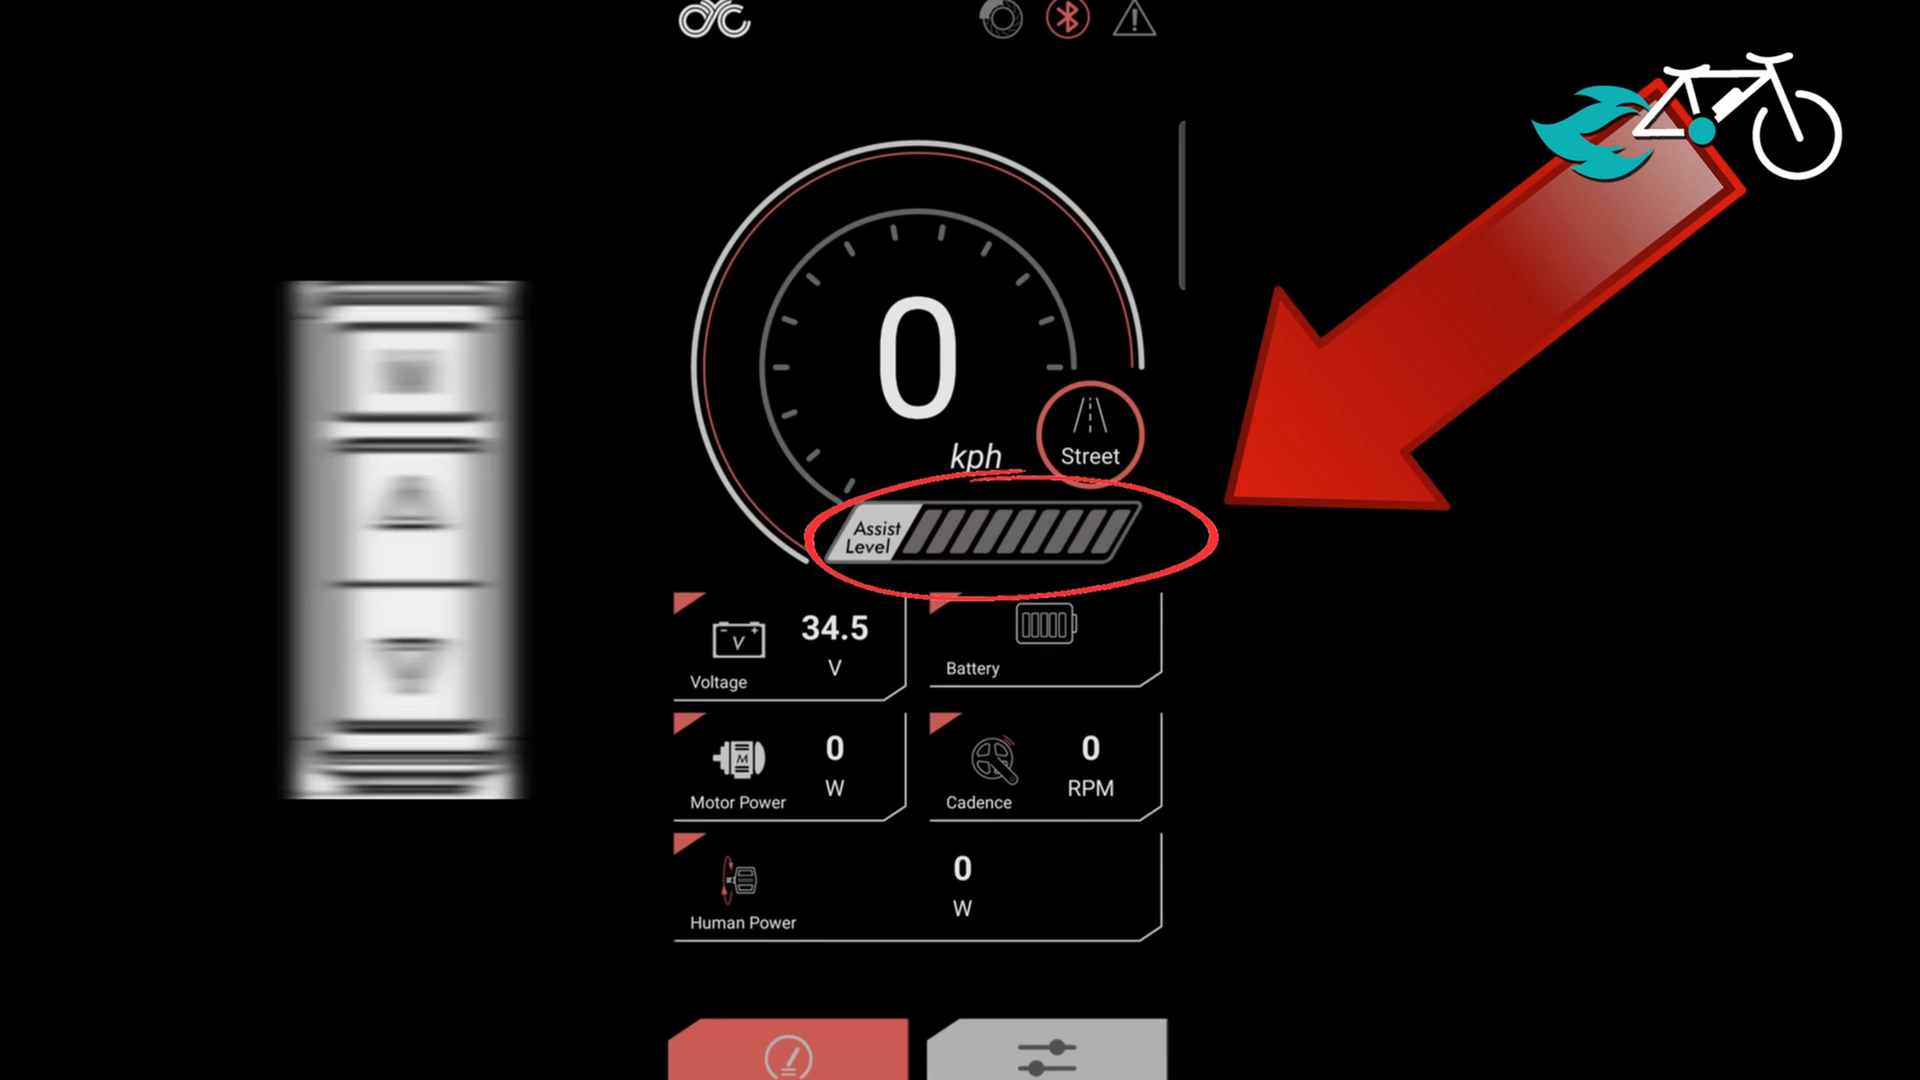 0
kph
Street
Assist
Level
34.5
V
Voltage
Battery
0
W
Motor Power
0
RPM
Cadence
0
W
Human Power